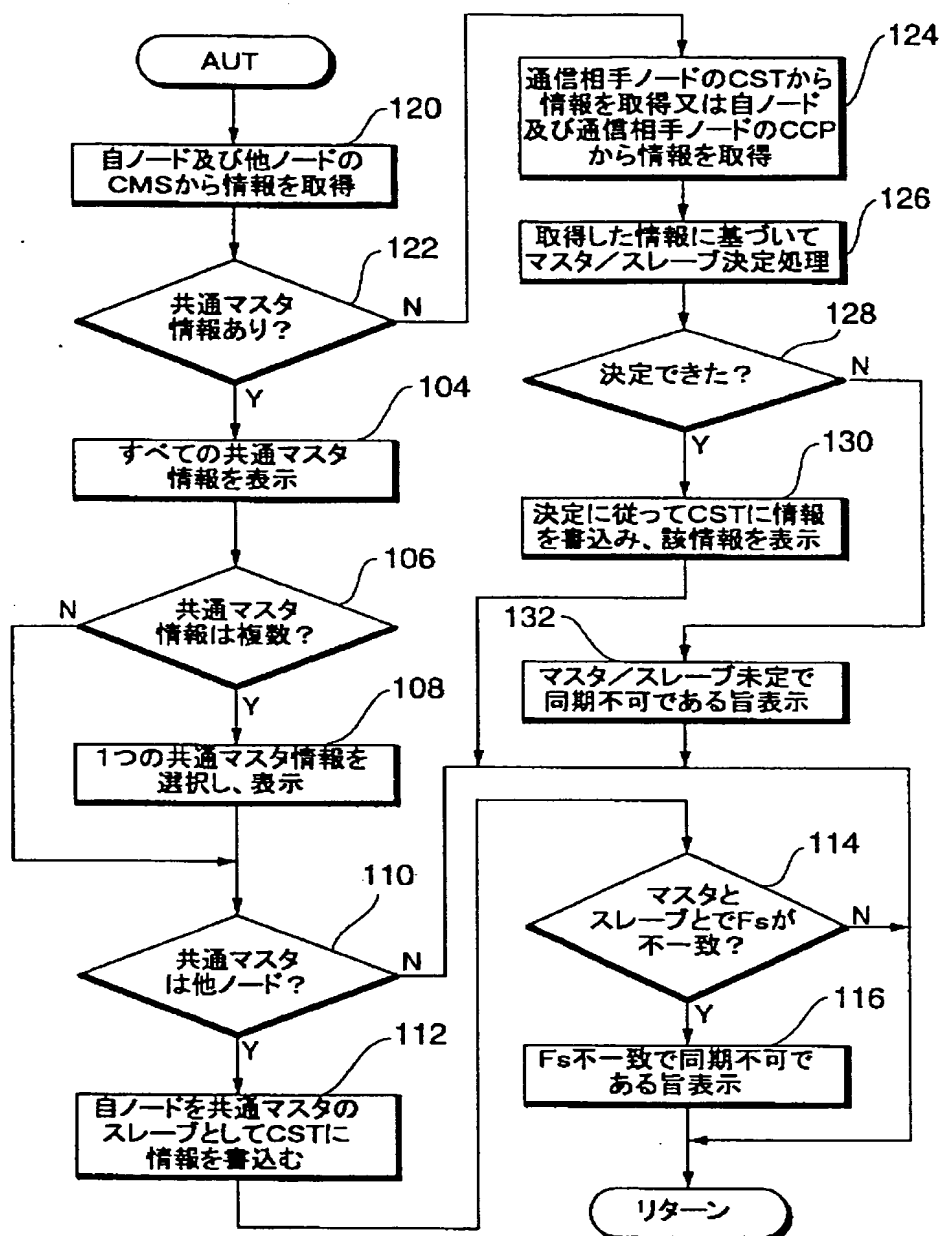 AUT
120
自ノード及び他ノードの
CMSから情報を取得
122
共通マスタ
情報あり?
N
Y
104
すべての共通マスタ
情報を表示
106
N
共通マスタ
情報は複数?
Y
108
1つの共通マスタ情報を
選択し、表示
110
共通マスタ
は他ノード?
N
Y
112
自ノードを共通マスタの
スレーブとしてCSTに
情報を書込む
124
通信相手ノードのCSTから
情報を取得又は自ノード
及び通信相手ノードのCCP
から情報を取得
126
取得した情報に基づいて
マスタ/スレーブ決定処理
128
決定できた?
N
Y
130
決定に従ってCSTに情報
を書込み、該情報を表示
132
マスタ/スレーブ未定で
同期不可である旨表示
114
マスタと
スレーブとでFsが
不一致?
N
Y
116
Fs不一致で同期不可で
ある旨表示
リターン